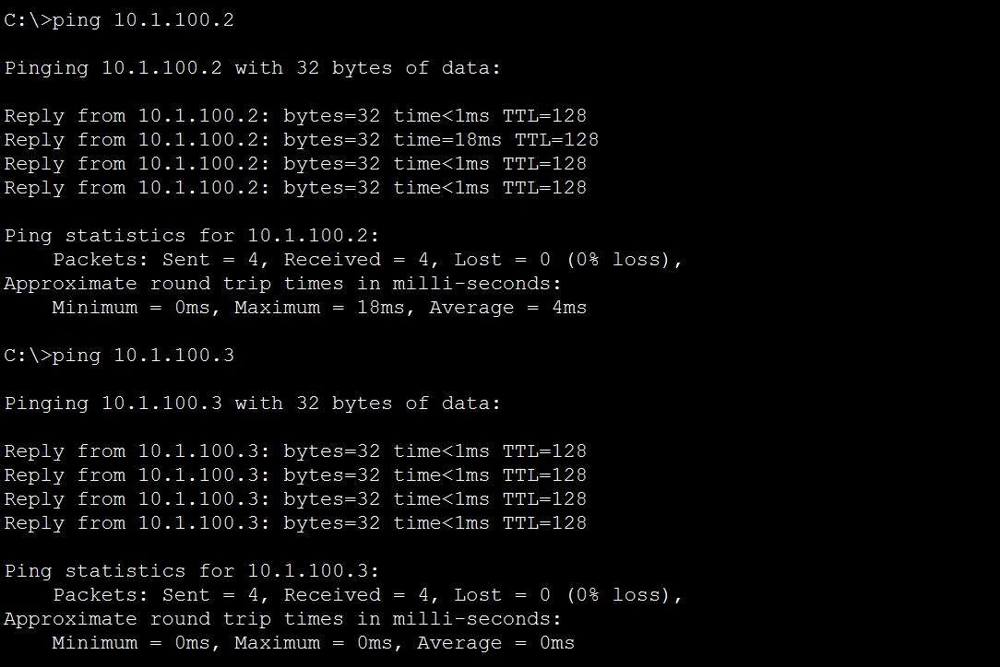 C:\>ping 10.1.100.2
Pinging 10.1.100.2 with 32 bytes of data:
Reply from 10.1.100.2: bytes=32 time<1ms TTL=128
Reply from 10.1.100.2: bytes=32 time=18ms TTL=128
Reply from 10.1.100.2: bytes=32 time<1ms TTL=128
Reply from 10.1.100.2: bytes=32 time<1ms TTL=128
Ping statistics for 10.1.100.2:
    Packets: Sent = 4, Received = 4, Lost = 0 (0% loss),
Approximate round trip times in milli-seconds:
    Minimum = 0ms, Maximum = 18ms, Average = 4ms
C:\>ping 10.1.100.3
Pinging 10.1.100.3 with 32 bytes of data:
Reply from 10.1.100.3: bytes=32 time<1ms TTL=128
Reply from 10.1.100.3: bytes=32 time<1ms TTL=128
Reply from 10.1.100.3: bytes=32 time<1ms TTL=128
Reply from 10.1.100.3: bytes=32 time<1ms TTL=128
Ping statistics for 10.1.100.3:
    Packets: Sent = 4, Received = 4, Lost = 0 (0% loss),
Approximate round trip times in milli-seconds:
    Minimum = 0ms, Maximum = 0ms, Average = 0ms